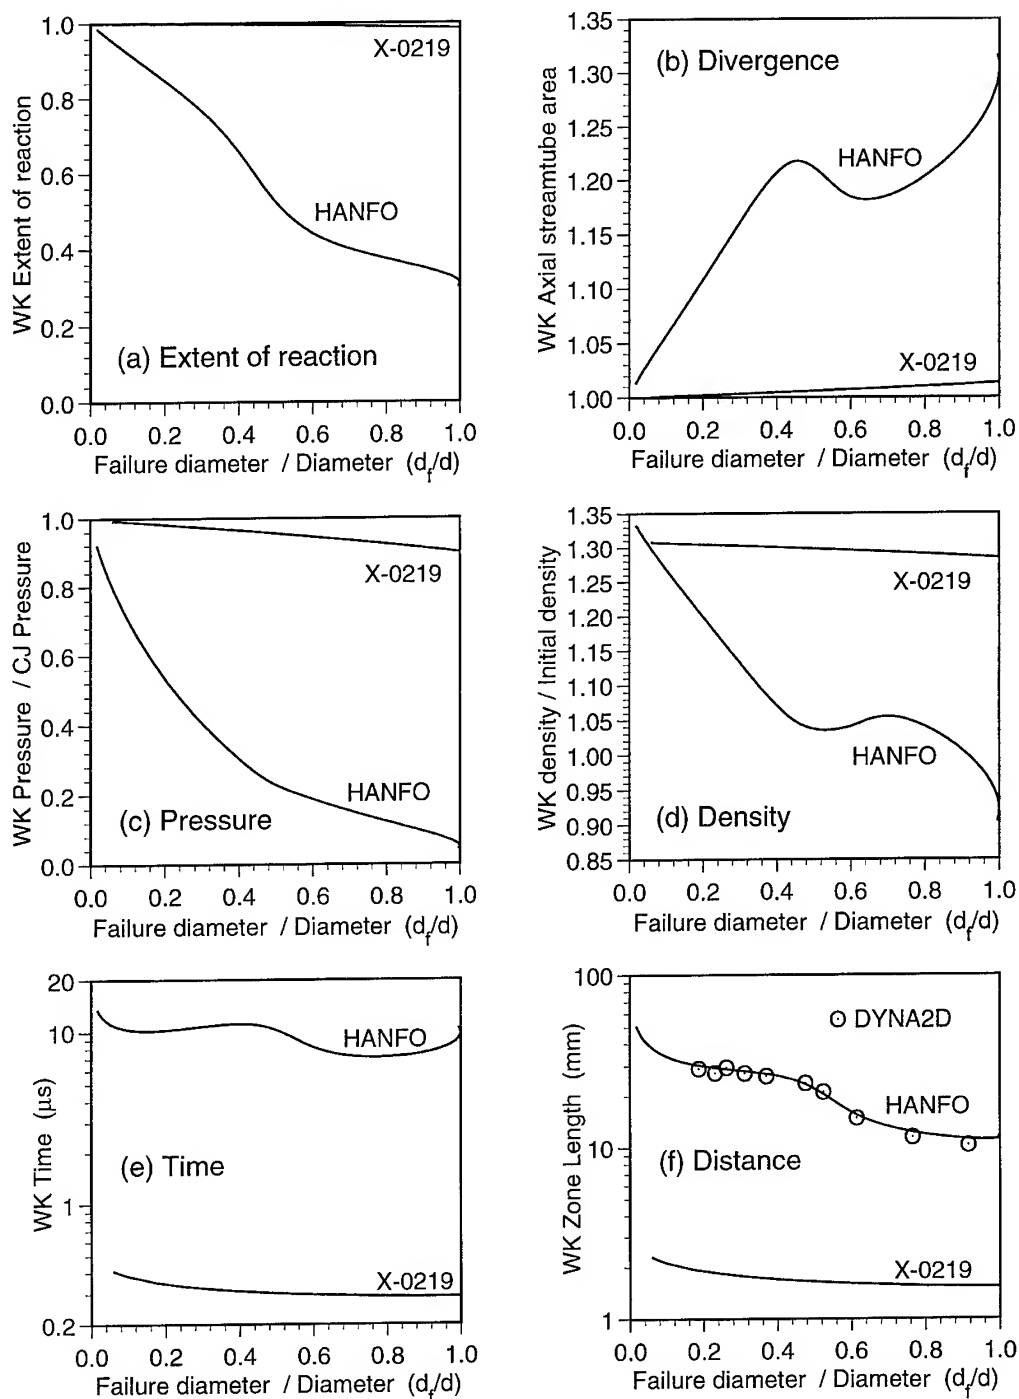 1.0
0.8
0.6
0.4
0.2
0.0
WK Extent of reaction
X-0219
HANFO
(a) Extent of reaction
0.0 0.2 0.4 0.6 0.8 1.0
Failure diameter / Diameter (d_f/d)
1.35
1.30
1.25
1.20
1.15
1.10
1.05
1.00
WK Axial streamtube area
(b) Divergence
HANFO
X-0219
0.0 0.2 0.4 0.6 0.8 1.0
Failure diameter / Diameter (d_f/d)
1.0
0.8
0.6
0.4
0.2
0.0
WK Pressure / CJ Pressure
X-0219
HANFO
(c) Pressure
0.0 0.2 0.4 0.6 0.8 1.0
Failure diameter / Diameter (d_f/d)
1.35
1.30
1.25
1.20
1.15
1.10
1.05
1.00
0.95
0.90
0.85
WK density / Initial density
X-0219
HANFO
(d) Density
0.0 0.2 0.4 0.6 0.8 1.0
Failure diameter / Diameter (d_f/d)
20
10
1
0.2
WK Time (µs)
HANFO
(e) Time
X-0219
0.0 0.2 0.4 0.6 0.8 1.0
Failure diameter / Diameter (d_f/d)
100
10
1
WK Zone Length (mm)
DYNA2D
HANFO
(f) Distance
X-0219
0.0 0.2 0.4 0.6 0.8 1.0
Failure diameter / Diameter (d_f/d)